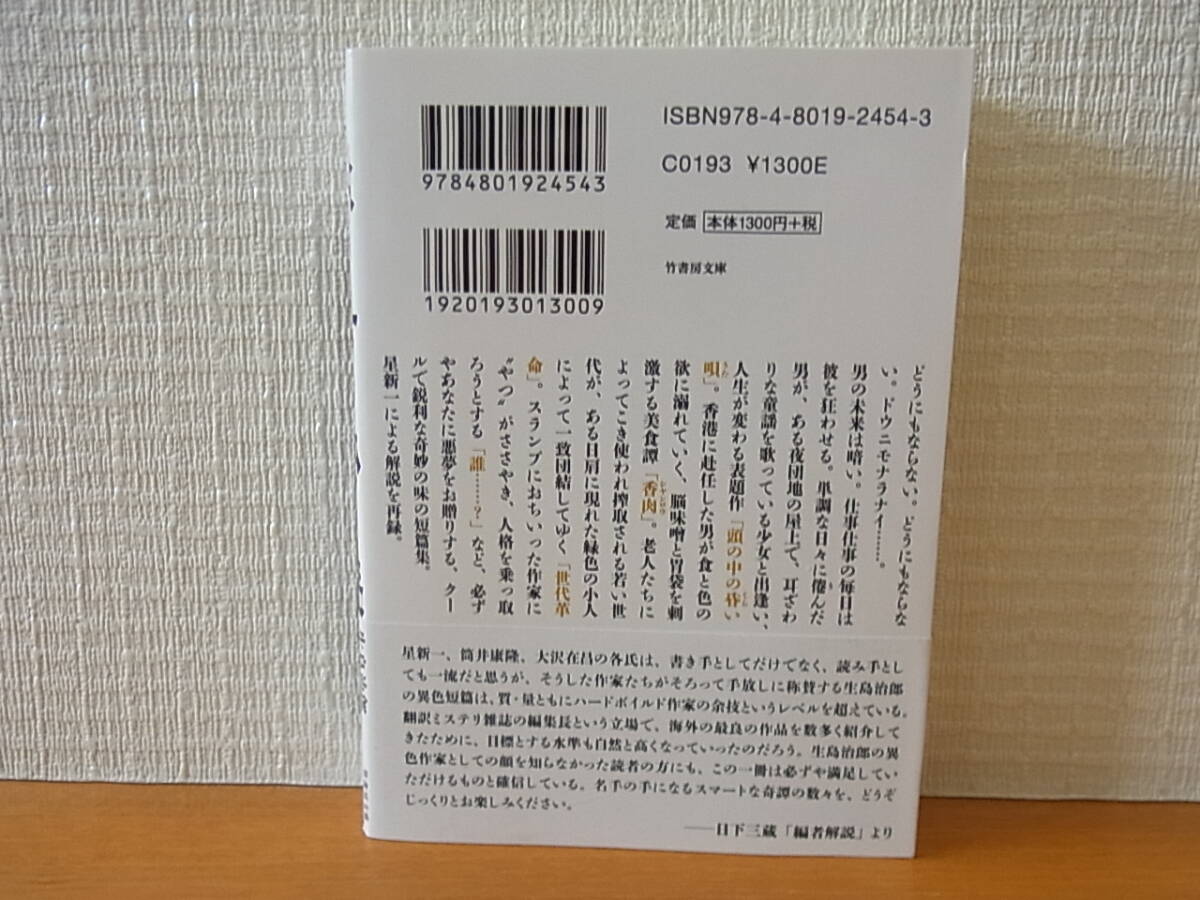 ISBN978-4-8019-2454-3
C0193 ¥1300E
9784801924543
定価 本体1300円+税
1920193013009
竹書房文庫
どうにもならない。どうにもならな
い。ドウニモナラナイ……。
男の未来は暗い。仕事仕事の毎日は
彼を狂わせる。単調な日々に倦んだ
男が、ある夜団地の屋上で、耳ざわ
りな童謡を歌っている少女と出逢い、
人生が変わる表題作「頭の中の昏い
唄」。香港に赴任した男が食と色の
欲に溺れていく、脳味噌と胃袋を刺
激する美食譚「香肉」。老人たちに
よってこき使われ搾取される若い世
代が、ある日肩に現れた緑色の小人
によって一致団結してゆく「世代革
命」。スランプにおちいった作家に
〝やつ〟がささやき、人格を乗っ取
ろうとする「誰……?」など、必ず
やあなたに悪夢をお贈りする、クー
ルで鋭利な奇妙の味の短篇集。
星新一による解説を再録。
星新一、筒井康隆、大沢在昌の各氏は、書き手としてだけでなく、読み手とし
ても一流だと思うが、そうした作家たちがそろって手放しに称賛する生島治郎
の異色短篇は、質・量ともにハードボイルド作家の余技というレベルを超えている。
翻訳ミステリ雑誌の編集長という立場で、海外の最良の作品を数多く紹介して
きたために、目標とする水準も自然と高くなっていったのだろう。生島治郎の異
色作家としての顔を知らなかった読者の方にも、この一冊は必ずや満足してい
ただけるものと確信している。名手の手になるスマートな奇譚の数々を、どうぞ
じっくりとお楽しみください。
——日下三蔵「編者解説」より